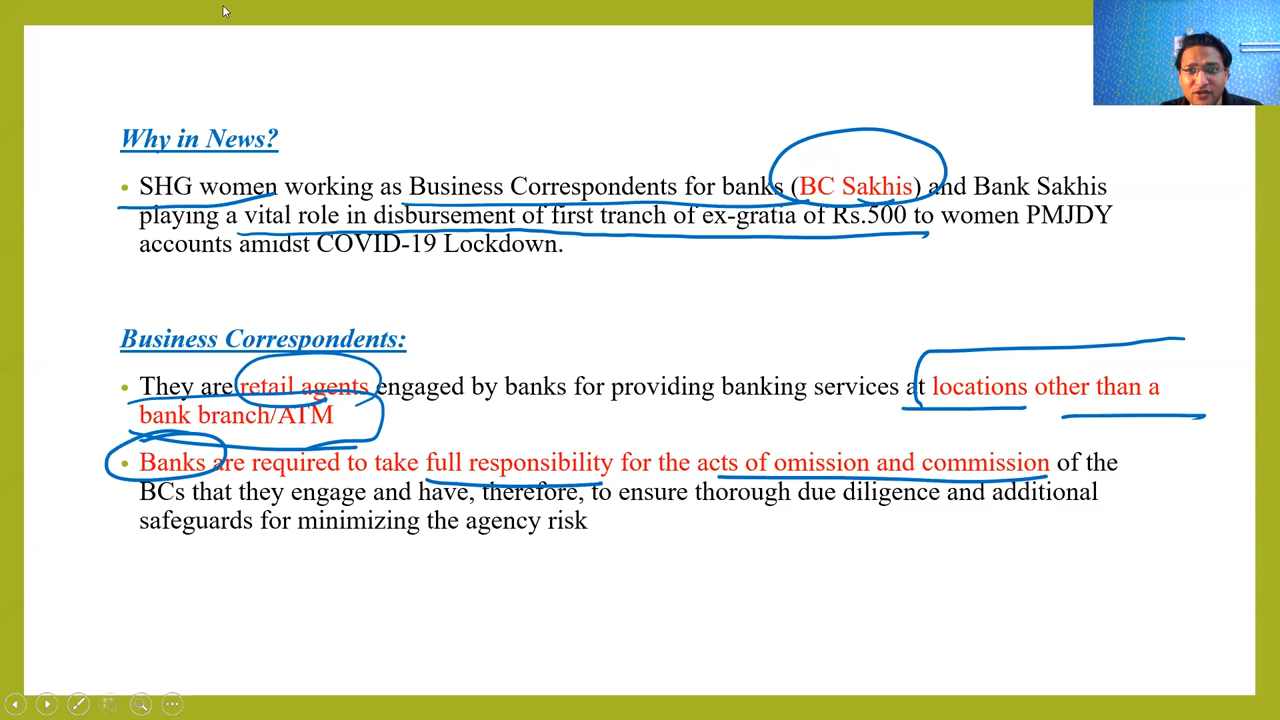 Why in News?
• SHG women working as Business Correspondents for banks (BC Sakhis) and Bank Sakhis
playing a vital role in disbursement of first tranch of ex-gratia of Rs.500 to women PMJDY
accounts amidst COVID-19 Lockdown.
Business Correspondents:
• They are retail agents engaged by banks for providing banking services at locations other than a
bank branch/ATM
• Banks are required to take full responsibility for the acts of omission and commission of the
BCs that they engage and have, therefore, to ensure thorough due diligence and additional
safeguards for minimizing the agency risk